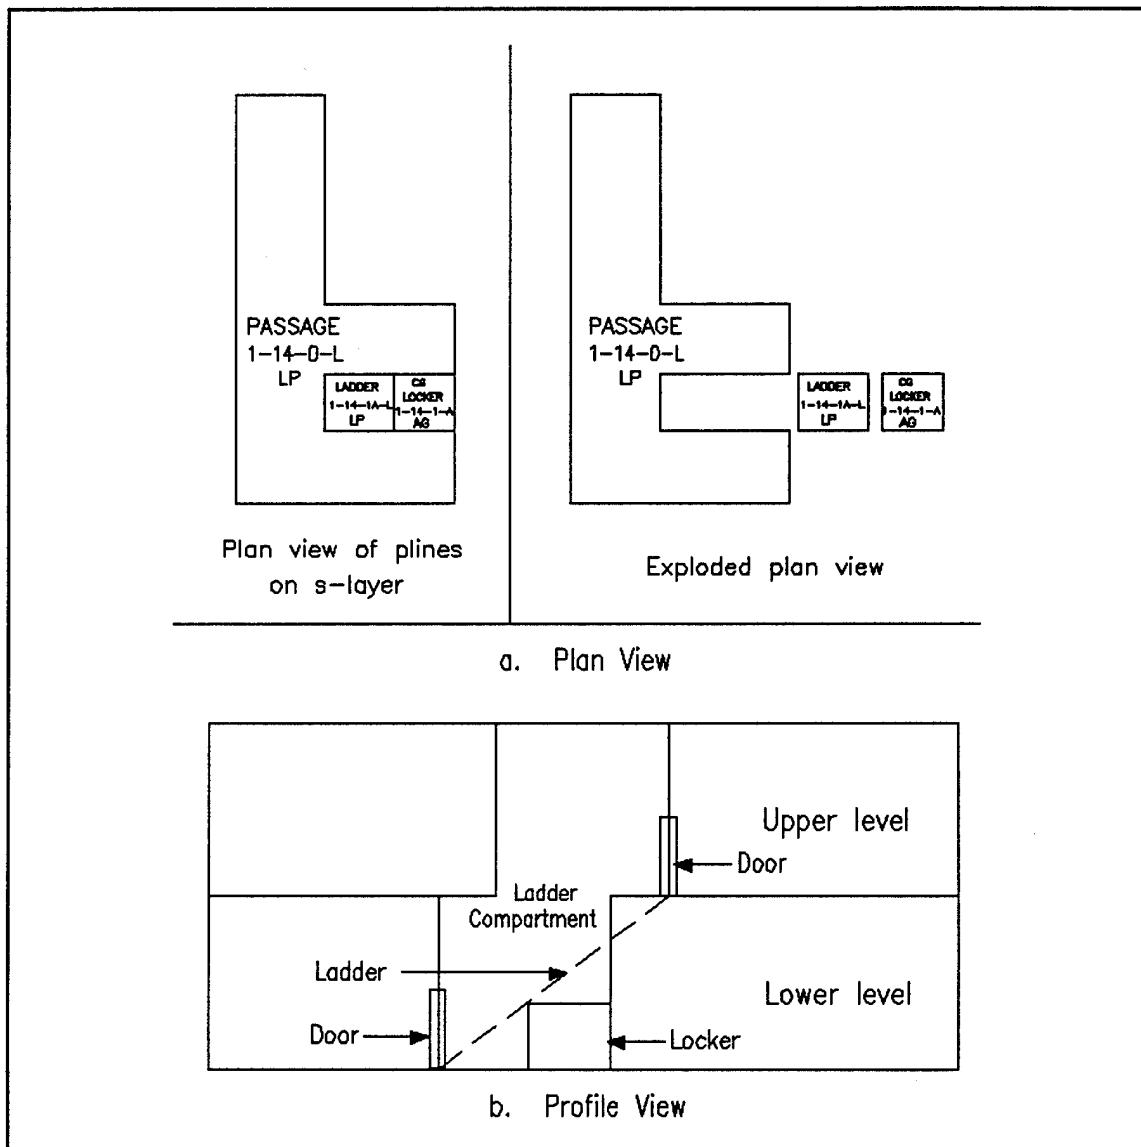 PASSAGE
1-14-0-L
LP
LADDER
1-14-1A-L
LP
CG
LOCKER
1-14-1-A
AG
Plan view of plines
on s-layer
PASSAGE
1-14-0-L
LP
LADDER
1-14-1A-L
LP
CG
LOCKER
1-14-1-A
AG
Exploded plan view
a. Plan View
Upper level
Door
Ladder
Compartment
Ladder
Lower level
Door
Locker
b. Profile View